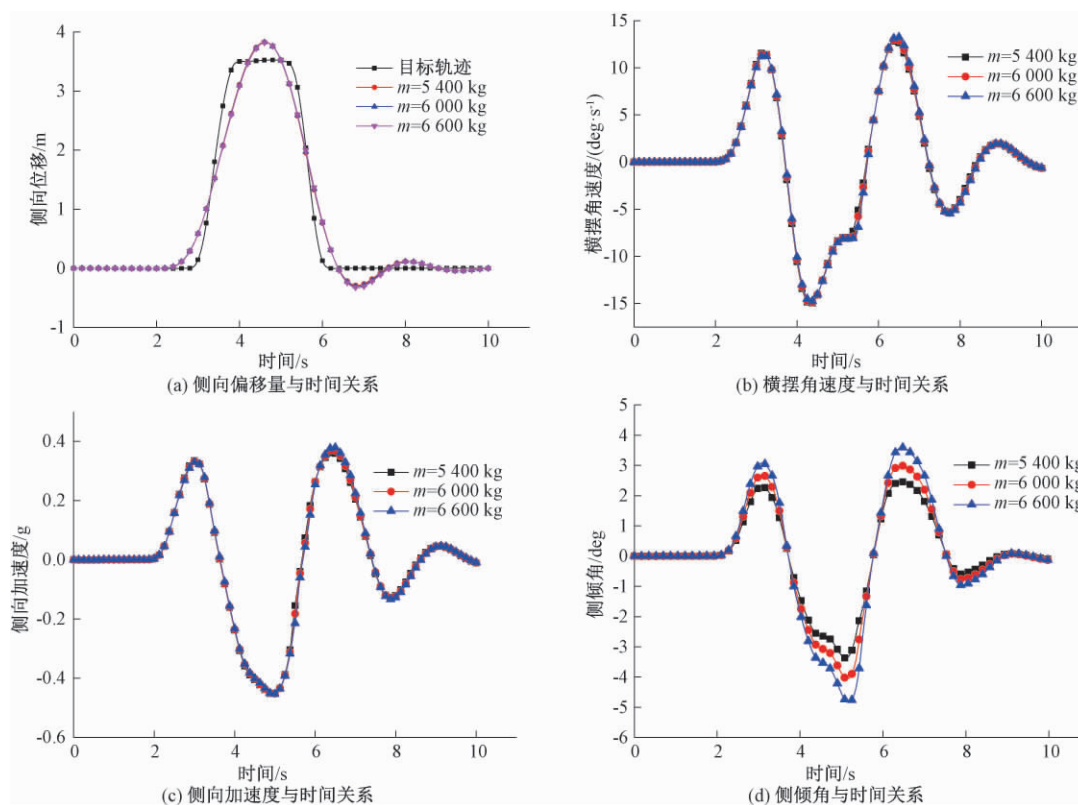 4
3
2
1
0
-1
侧向位移/m
目标轨迹
m=5 400 kg
m=6 000 kg
m=6 600 kg
0 2 4 6 8 10
时间/s
(a) 侧向偏移量与时间关系
10
5
0
-5
-10
-15
横摆角速度/(deg·s⁻¹)
m=5 400 kg
m=6 000 kg
m=6 600 kg
0 2 4 6 8 10
时间/s
(b) 横摆角速度与时间关系
0.4
0.2
0.0
-0.2
-0.4
-0.6
侧向加速度/g
m=5 400 kg
m=6 000 kg
m=6 600 kg
0 2 4 6 8 10
时间/s
(c) 侧向加速度与时间关系
5
4
3
2
1
0
-1
-2
-3
-4
-5
-6
侧倾角/deg
m=5 400 kg
m=6 000 kg
m=6 600 kg
0 2 4 6 8 10
时间/s
(d) 侧倾角与时间关系